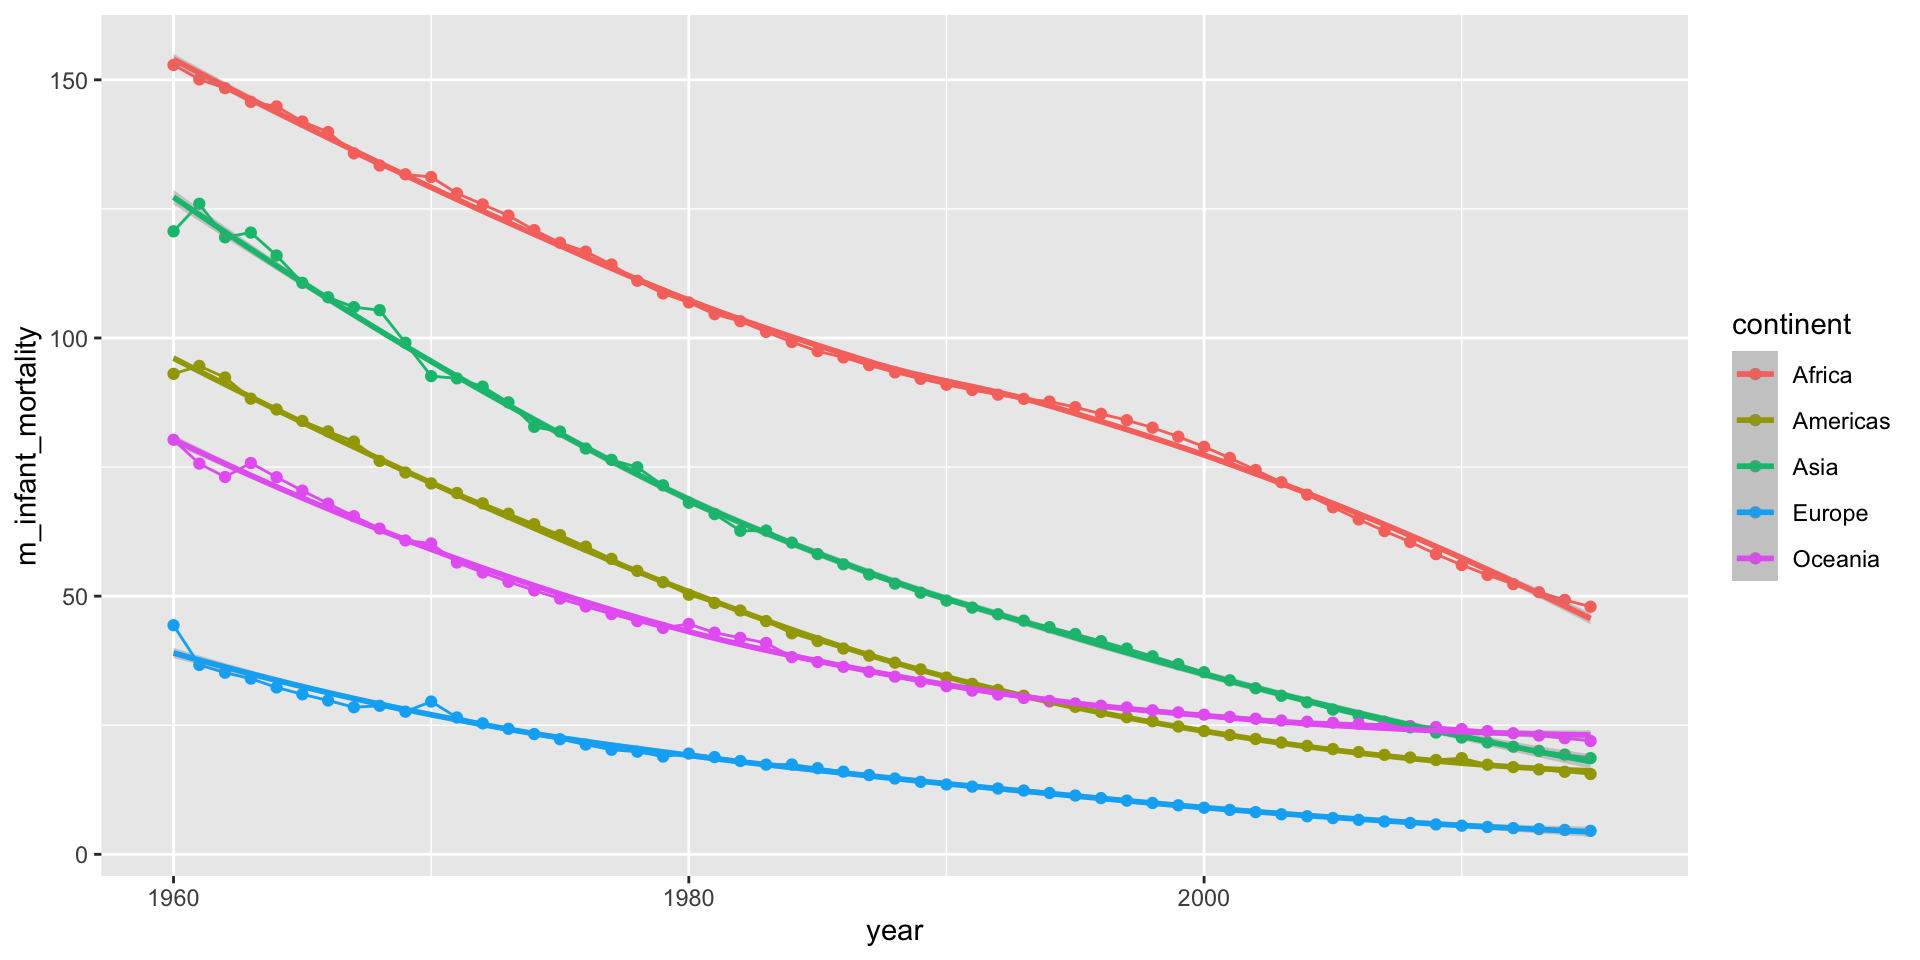 m_infant_mortality
150
100
50
0
1960
1980
2000
year
continent
Africa
Americas
Asia
Europe
Oceania